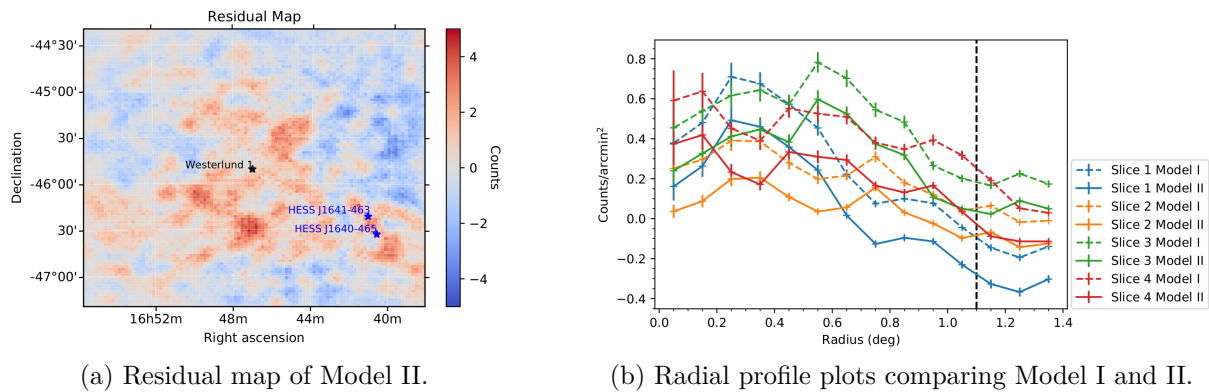 Residual Map
-44°30'
-45°00'
30'
-46°00'
30'
-47°00'
Declination
Westerlund 1
HESS J1641-463
HESS J1640-465
16h52m
48m
44m
40m
Right ascension
4
2
0
−2
−4
Counts
(a) Residual map of Model II.
0.8
0.6
0.4
0.2
0.0
−0.2
−0.4
Counts/arcmin²
0.0
0.2
0.4
0.6
0.8
1.0
1.2
1.4
Radius (deg)
Slice 1 Model I
Slice 1 Model II
Slice 2 Model I
Slice 2 Model II
Slice 3 Model I
Slice 3 Model II
Slice 4 Model I
Slice 4 Model II
(b) Radial profile plots comparing Model I and II.